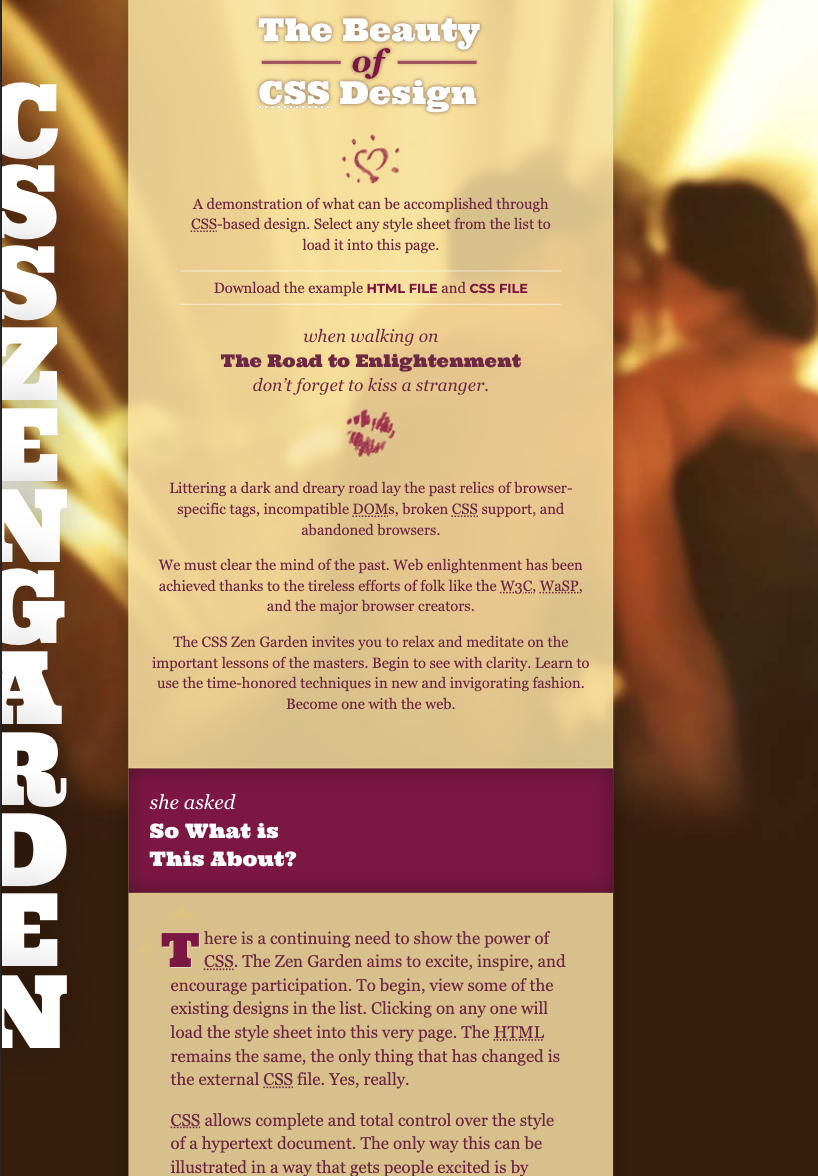 CSS ZEN GARDEN
The Beauty
of
CSS Design
A demonstration of what can be accomplished through
CSS-based design. Select any style sheet from the list to
load it into this page.
Download the example HTML FILE and CSS FILE
when walking on
The Road to Enlightenment
don’t forget to kiss a stranger.
Littering a dark and dreary road lay the past relics of browser-
specific tags, incompatible DOMs, broken CSS support, and
abandoned browsers.
We must clear the mind of the past. Web enlightenment has been
achieved thanks to the tireless efforts of folk like the W3C, WaSP,
and the major browser creators.
The CSS Zen Garden invites you to relax and meditate on the
important lessons of the masters. Begin to see with clarity. Learn to
use the time-honored techniques in new and invigorating fashion.
Become one with the web.
she asked
So What is
This About?
There is a continuing need to show the power of
CSS. The Zen Garden aims to excite, inspire, and
encourage participation. To begin, view some of the
existing designs in the list. Clicking on any one will
load the style sheet into this very page. The HTML
remains the same, the only thing that has changed is
the external CSS file. Yes, really.
CSS allows complete and total control over the style
of a hypertext document. The only way this can be
illustrated in a way that gets people excited is by